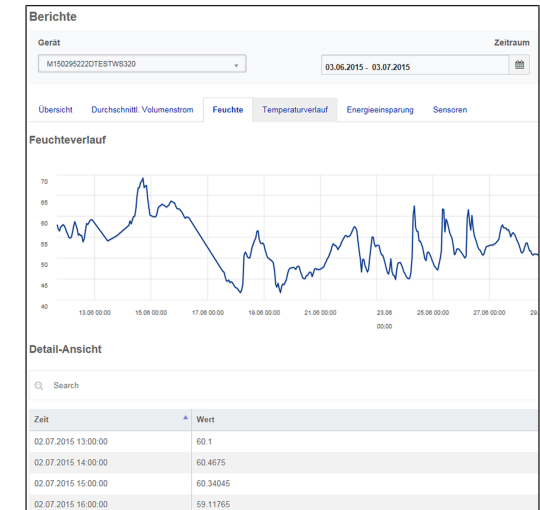 Berichte
Gerät Zeitraum
M150295222DTESTWS320 03.06.2015 - 03.07.2015
Übersicht Durchschnittl. Volumenstrom Feuchte Temperaturverlauf Energieeinsparung Sensoren
Feuchteverlauf
70
65
60
55
50
45
40
13.06 00:00 15.06 00:00 17.06 00:00 19.06 00:00 21.06 00:00 23.06 00:00 25.06 00:00 27.06 00:00 29.
Detail-Ansicht
Search
Zeit Wert
02.07.2015 13:00:00 60.1
02.07.2015 14:00:00 60.4675
02.07.2015 15:00:00 60.34045
02.07.2015 16:00:00 59.11765